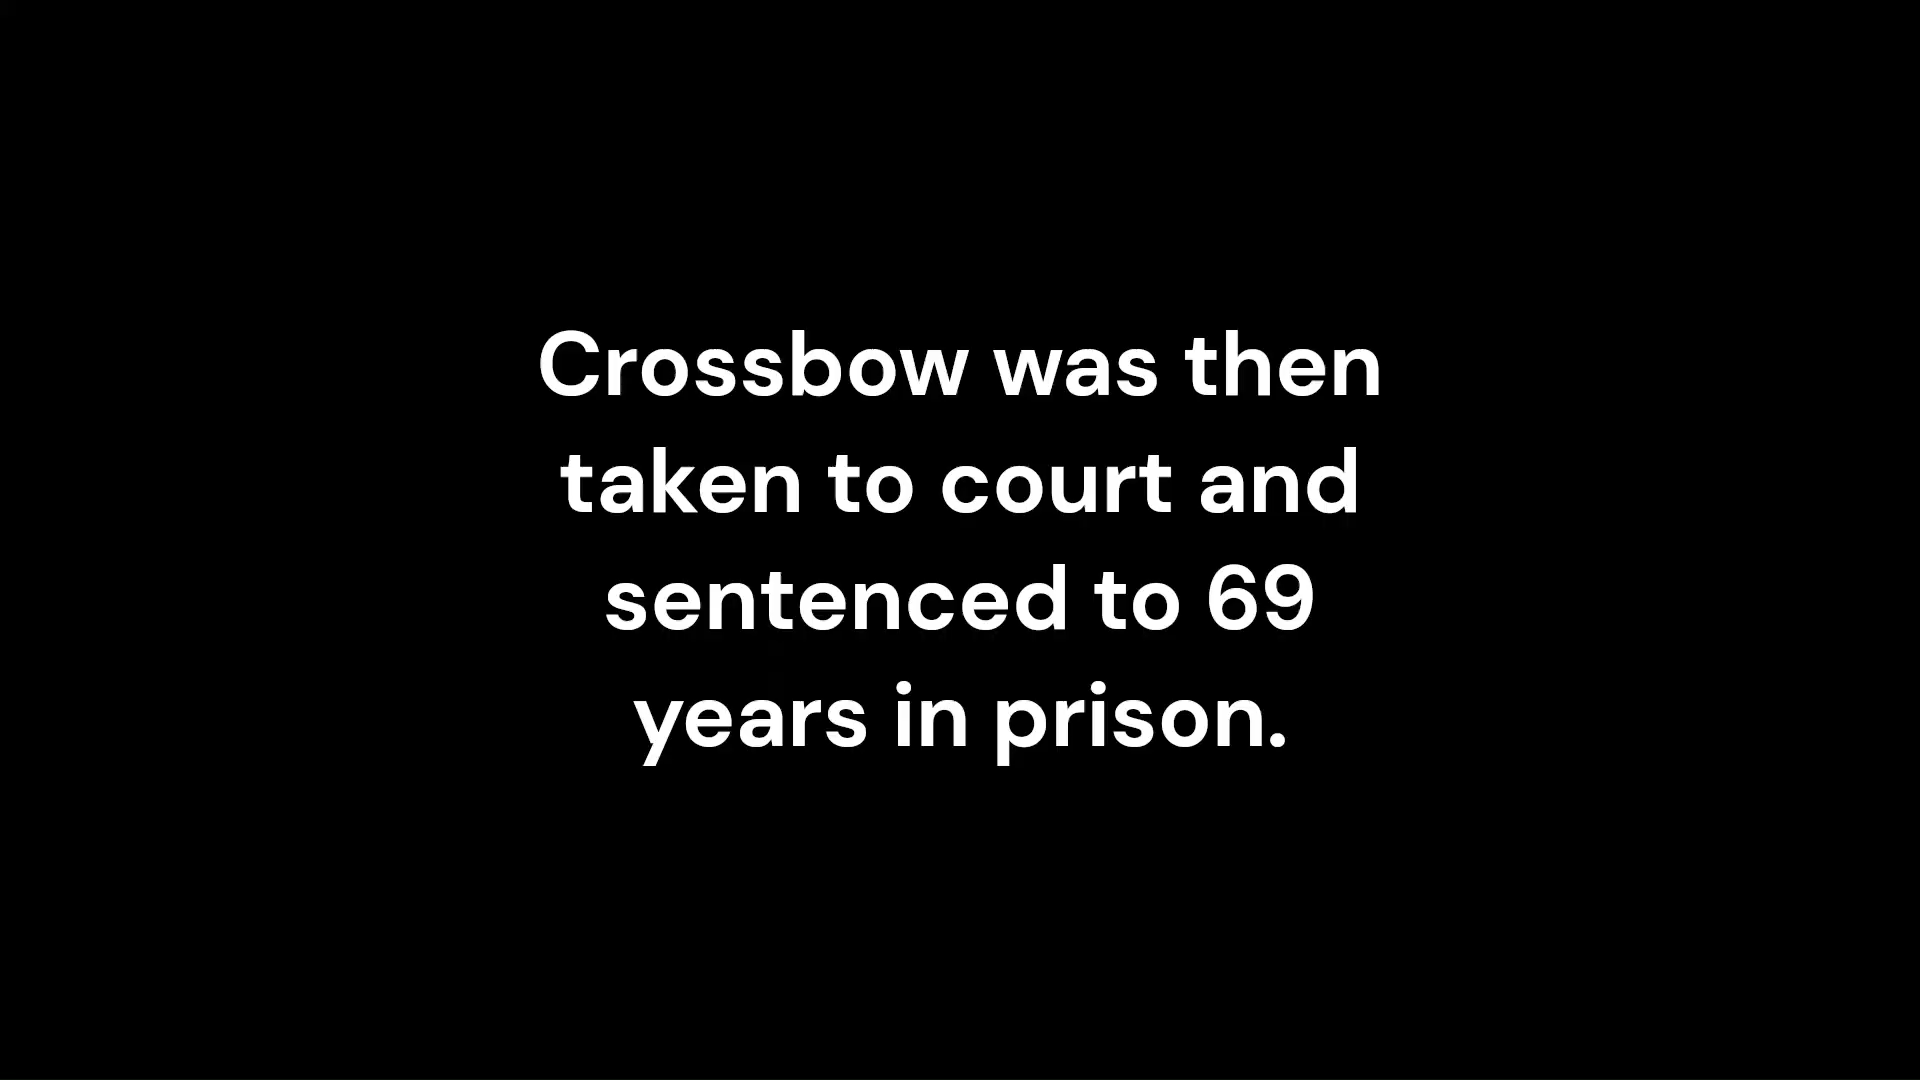 Crossbow was then
taken to court and
sentenced to 69
years in prison.